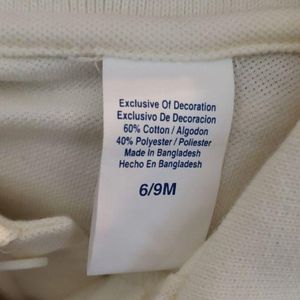 Exclusive Of Decoration
Exclusivo De Decoracion
60% Cotton / Algodon
40% Polyester / Poliester
Made In Bangladesh
Hecho En Bangladesh
6/9M